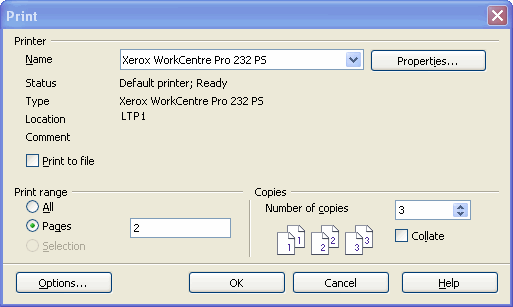 Print
Printer
Name Xerox WorkCentre Pro 232 PS Properties...
Status Default printer; Ready
Type Xerox WorkCentre Pro 232 PS
Location LTP1
Comment
Print to file
Print range Copies
All Number of copies 3
Pages 2
1 1 2 2 3 3 Collate
Selection
Options... OK Cancel Help